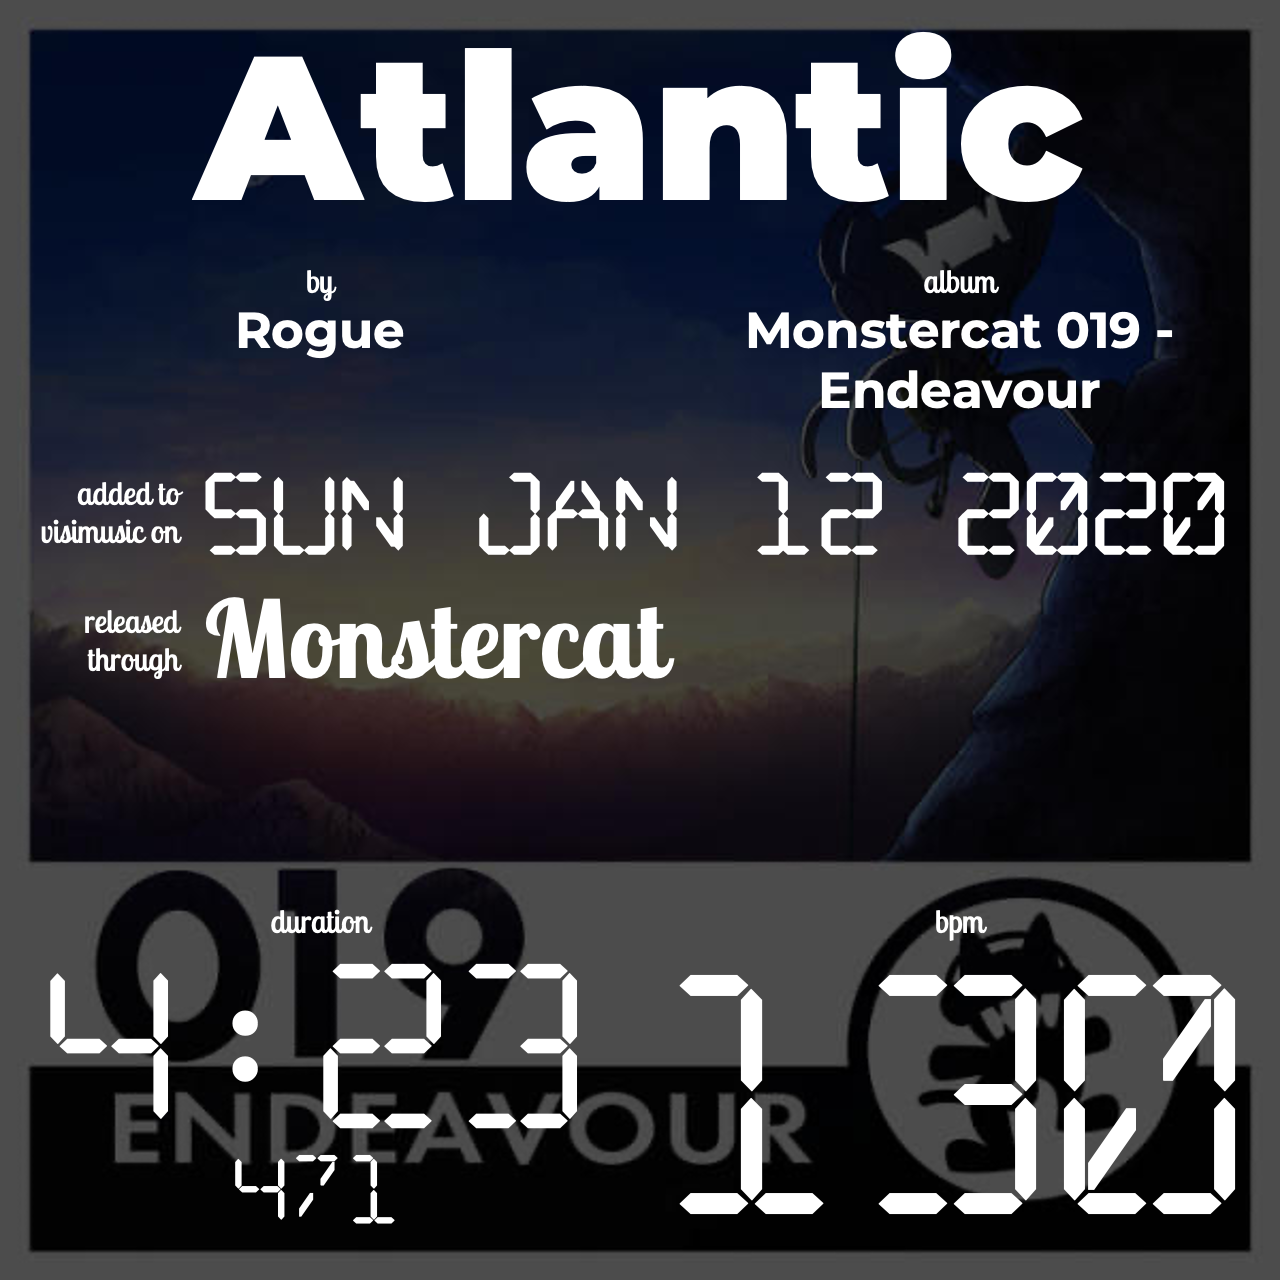 Atlantic
by
Rogue
album
Monstercat 019 -
Endeavour
added to
visimusic on
SUN JAN 12 2020
released
through
Monstercat
019
ENDEAVOUR
duration
4:23
.471
bpm
130